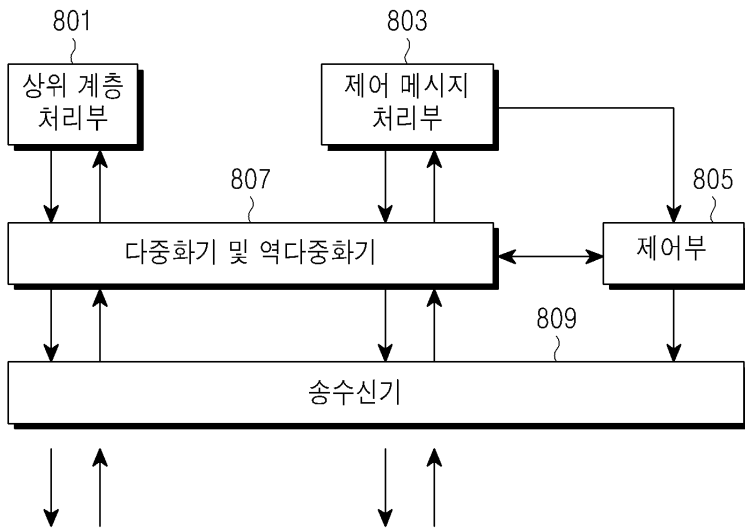 801
상위 계층
처리부
803
제어 메시지
처리부
807
다중화기 및 역다중화기
805
제어부
809
송수신기